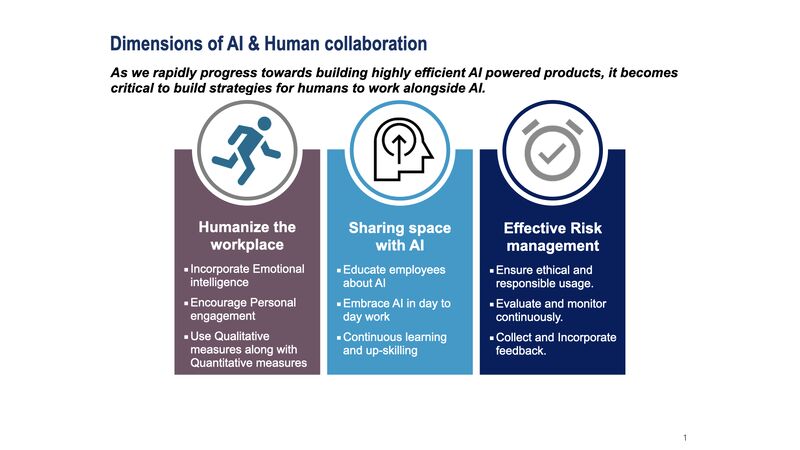 Dimensions of AI & Human collaboration
As we rapidly progress towards building highly efficient AI powered products, it becomes
critical to build strategies for humans to work alongside AI.
Humanize the
workplace
▪Incorporate Emotional
intelligence
▪Encourage Personal
engagement
▪Use Qualitative
measures along with
Quantitative measures
Sharing space
with AI
▪Educate employees
about AI
▪Embrace AI in day to
day work
▪Continuous learning
and up-skilling
Effective Risk
management
▪Ensure ethical and
responsible usage.
▪Evaluate and monitor
continuously.
▪Collect and Incorporate
feedback.
1